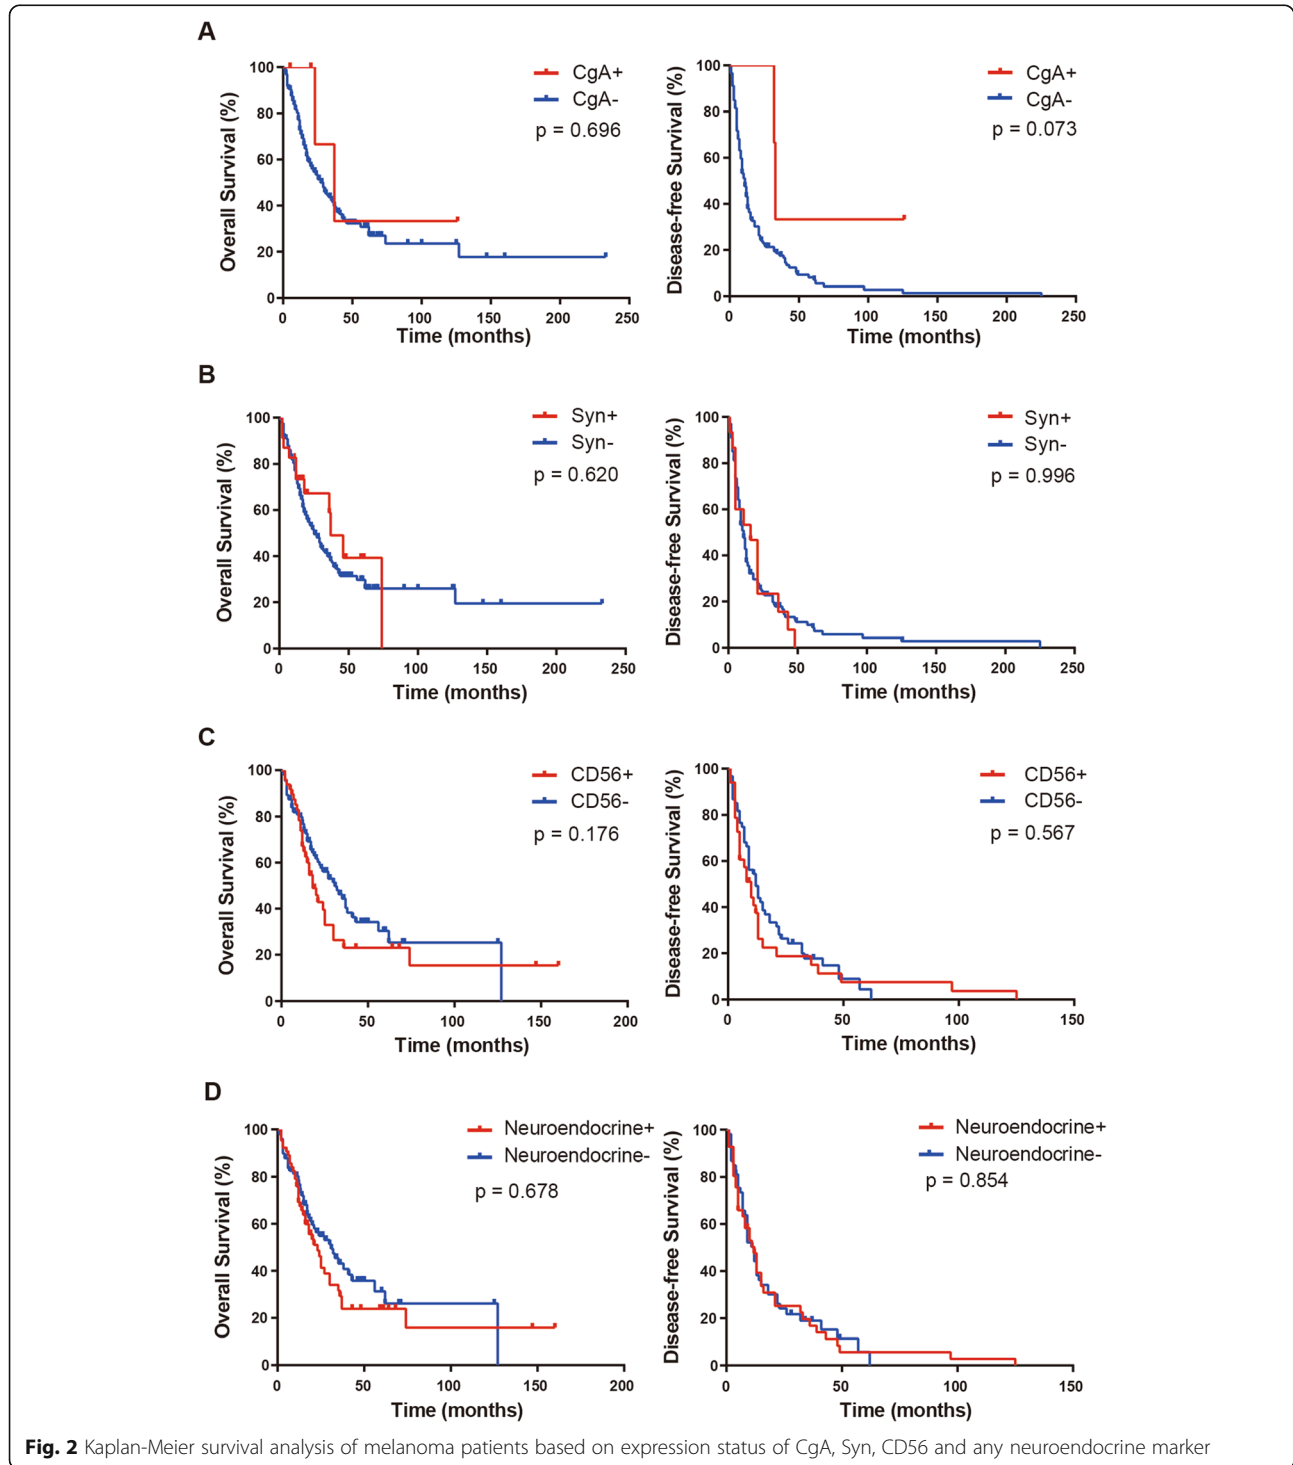 A
Overall Survival (%)
100
80
60
40
20
0
0 50 100 150 200 250
Time (months)
CgA+
CgA-
p = 0.696
Disease-free Survival (%)
100
80
60
40
20
0
0 50 100 150 200 250
Time (months)
CgA+
CgA-
p = 0.073
B
Overall Survival (%)
100
80
60
40
20
0
0 50 100 150 200 250
Time (months)
Syn+
Syn-
p = 0.620
Disease-free Survival (%)
100
80
60
40
20
0
0 50 100 150 200 250
Time (months)
Syn+
Syn-
p = 0.996
C
Overall Survival (%)
100
80
60
40
20
0
0 50 100 150 200
Time (months)
CD56+
CD56-
p = 0.176
Disease-free Survival (%)
100
80
60
40
20
0
0 50 100 150
Time (months)
CD56+
CD56-
p = 0.567
D
Overall Survival (%)
100
80
60
40
20
0
0 50 100 150 200
Time (months)
Neuroendocrine+
Neuroendocrine-
p = 0.678
Disease-free Survival (%)
100
80
60
40
20
0
0 50 100 150
Time (months)
Neuroendocrine+
Neuroendocrine-
p = 0.854
Fig. 2 Kaplan-Meier survival analysis of melanoma patients based on expression status of CgA, Syn, CD56 and any neuroendocrine marker